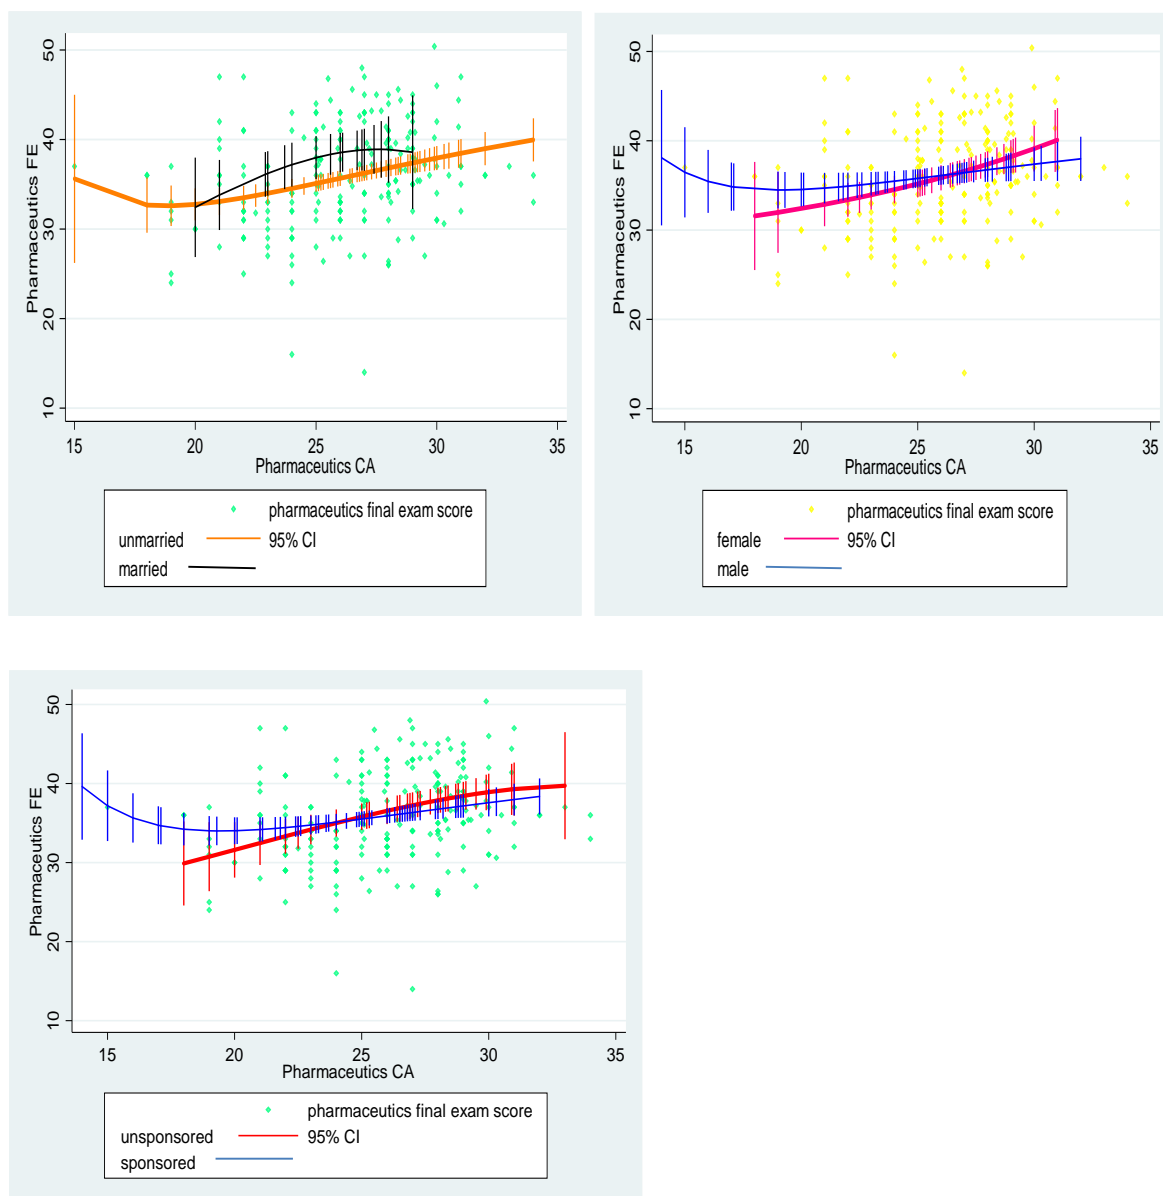 50
40
30
20
10
Pharmaceutics FE
15 20 25 30 35
Pharmaceutics CA
pharmaceutics final exam score
unmarried 95% CI
married
50
40
30
20
10
Pharmaceutics FE
15 20 25 30 35
Pharmaceutics CA
pharmaceutics final exam score
female 95% CI
male
50
40
30
20
10
Pharmaceutics FE
15 20 25 30 35
Pharmaceutics CA
pharmaceutics final exam score
unsponsored 95% CI
sponsored